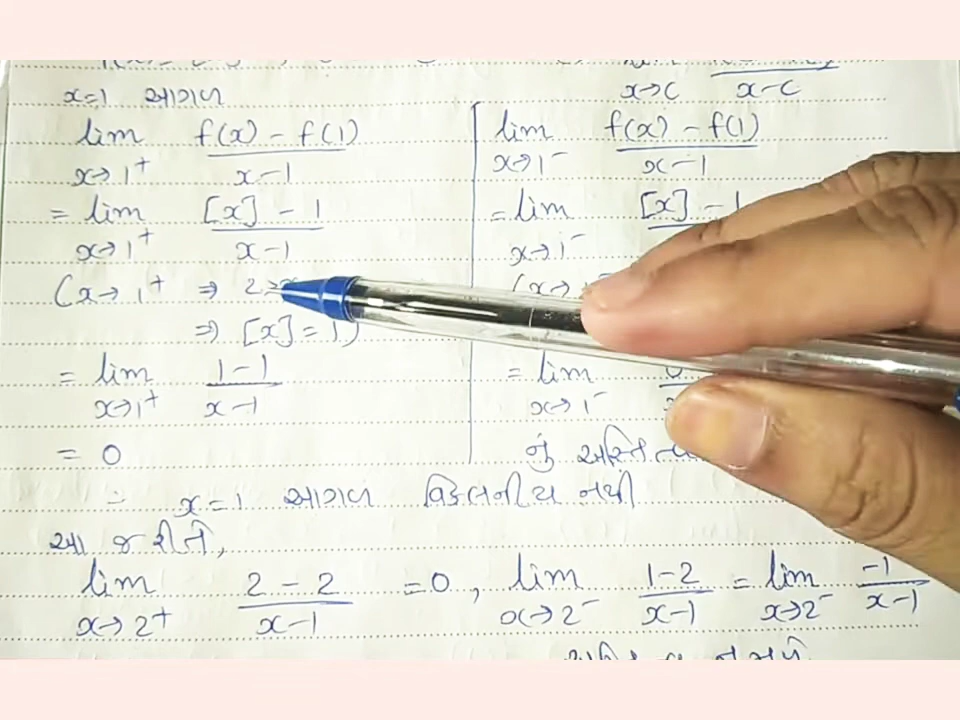 x=1 આગળ
lim x→1⁺ f(x) - f(1) / x-1
= lim x→1⁺ [x] - 1 / x-1
(x→1⁺ ⇒ 2>
⇒ [x] = 1)
= lim x→1⁺ 1-1 / x-1
= 0
x→c x-c
lim x→1⁻ f(x) - f(1) / x-1
= lim x→1⁻ [x] - 1
(x→
= lim x→1⁻ 0
નું
∴ x=1 આગળ વિકલનીય નથી
આ જ રીતે,
lim x→2⁺ 2-2 / x-1 = 0 , lim x→2⁻ 1-2 / x-1 = lim x→2⁻ -1 / x-1